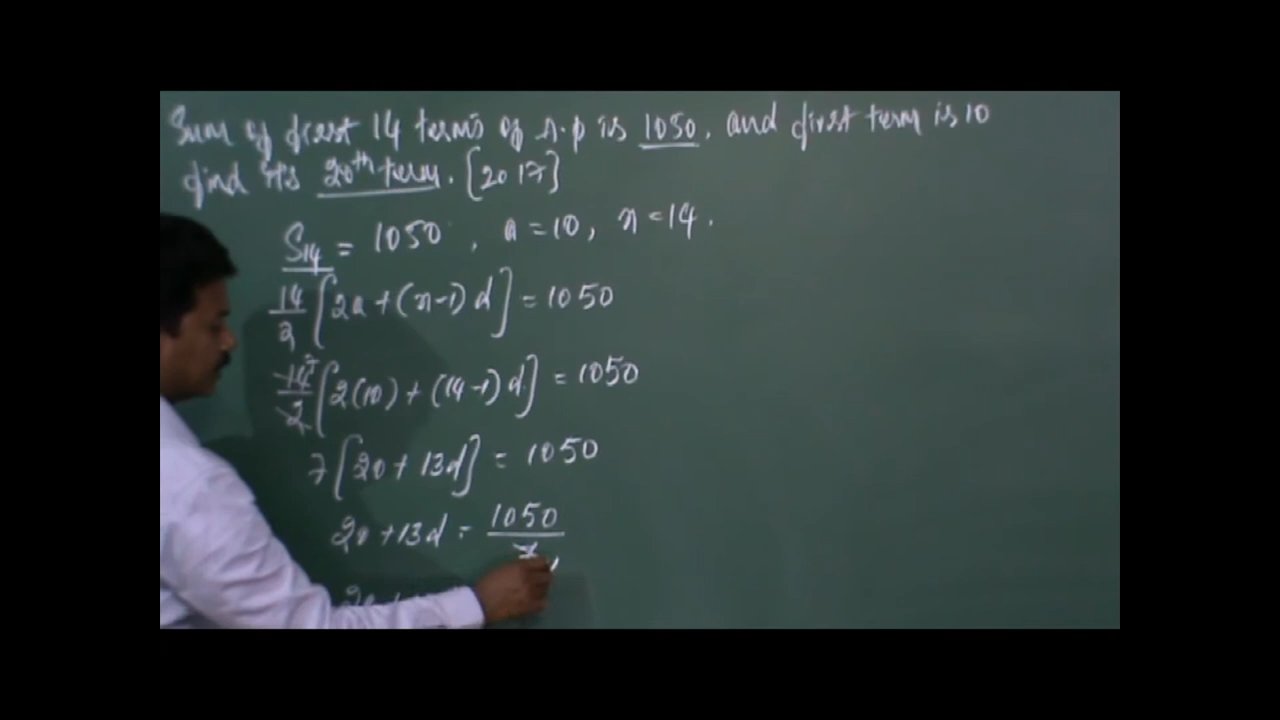 Sum of first 14 terms of A.p is 1050, and first term is 10
find its 20th term. [2017]
S14 = 1050, a = 10, n = 14.
14/2 [2a + (n-1) d] = 1050
14/2 7 [2(10) + (14-1) d] = 1050
7 [20 + 13d] = 1050
20 + 13d = 1050/7
20 +